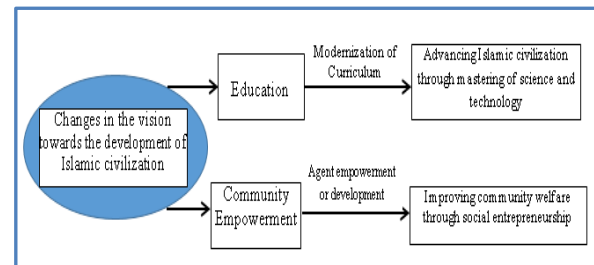 Changes in the vision
towards the development of
Islamic civilization
Education
Modernization of
Curriculum
Advancing Islamic civilization
through mastering of science and
technology
Community
Empowerment
Agent empowerment
or development
Improving community welfare
through social entrepreneurship